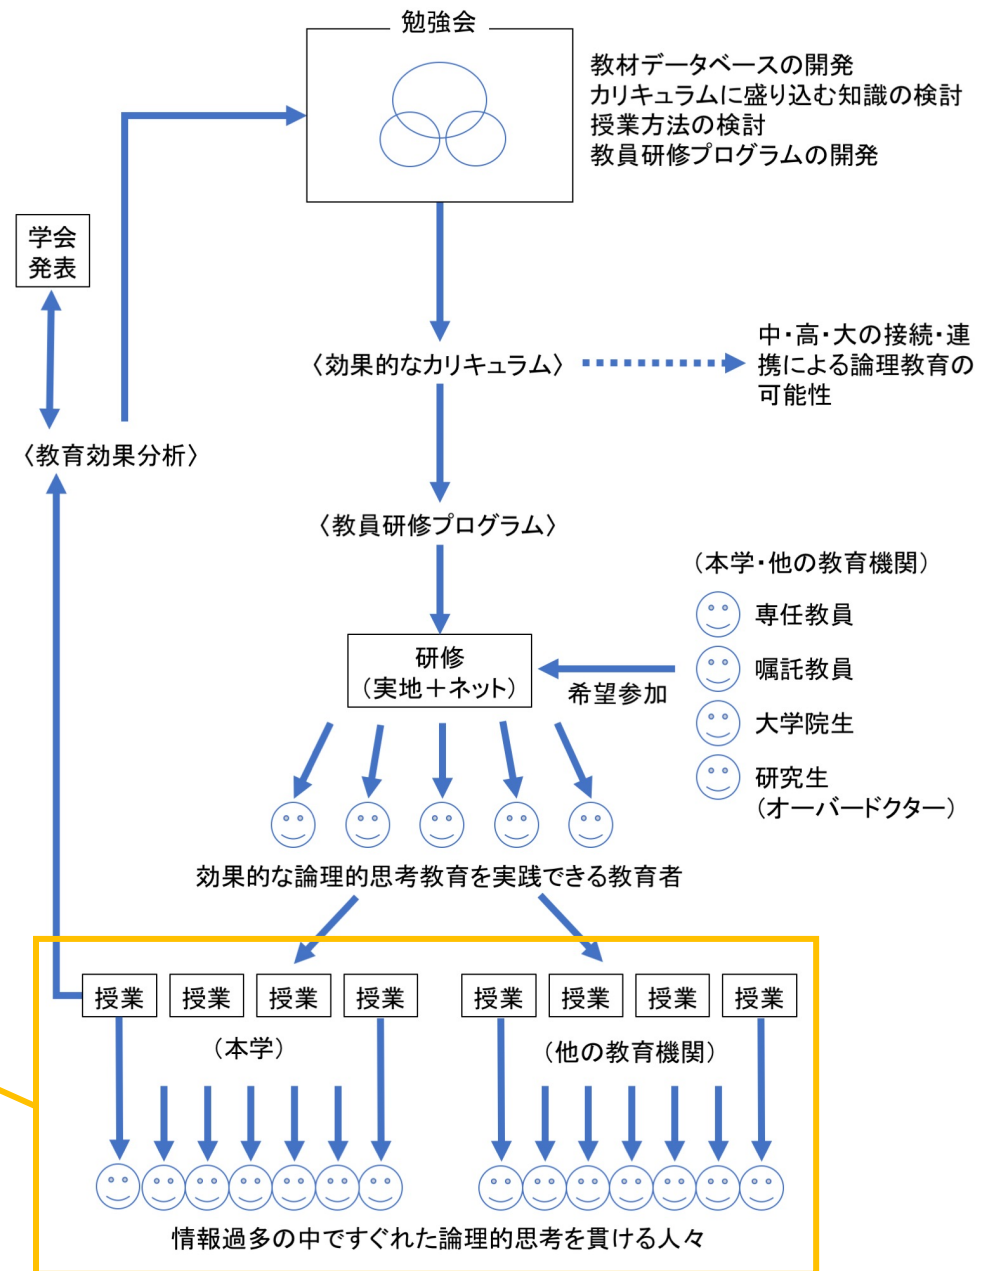 勉強会
教材データベースの開発
カリキュラムに盛り込む知識の検討
授業方法の検討
教員研修プログラムの開発
学会
発表
〈効果的なカリキュラム〉
中・高・大の接続・連
携による論理教育の
可能性
〈教育効果分析〉
〈教員研修プログラム〉
（本学・他の教育機関）
専任教員
嘱託教員
大学院生
研究生
（オーバードクター）
研修
（実地＋ネット）
希望参加
効果的な論理的思考教育を実践できる教育者
授業 授業 授業 授業 授業 授業 授業 授業
（本学） （他の教育機関）
情報過多の中ですぐれた論理的思考を貫ける人々